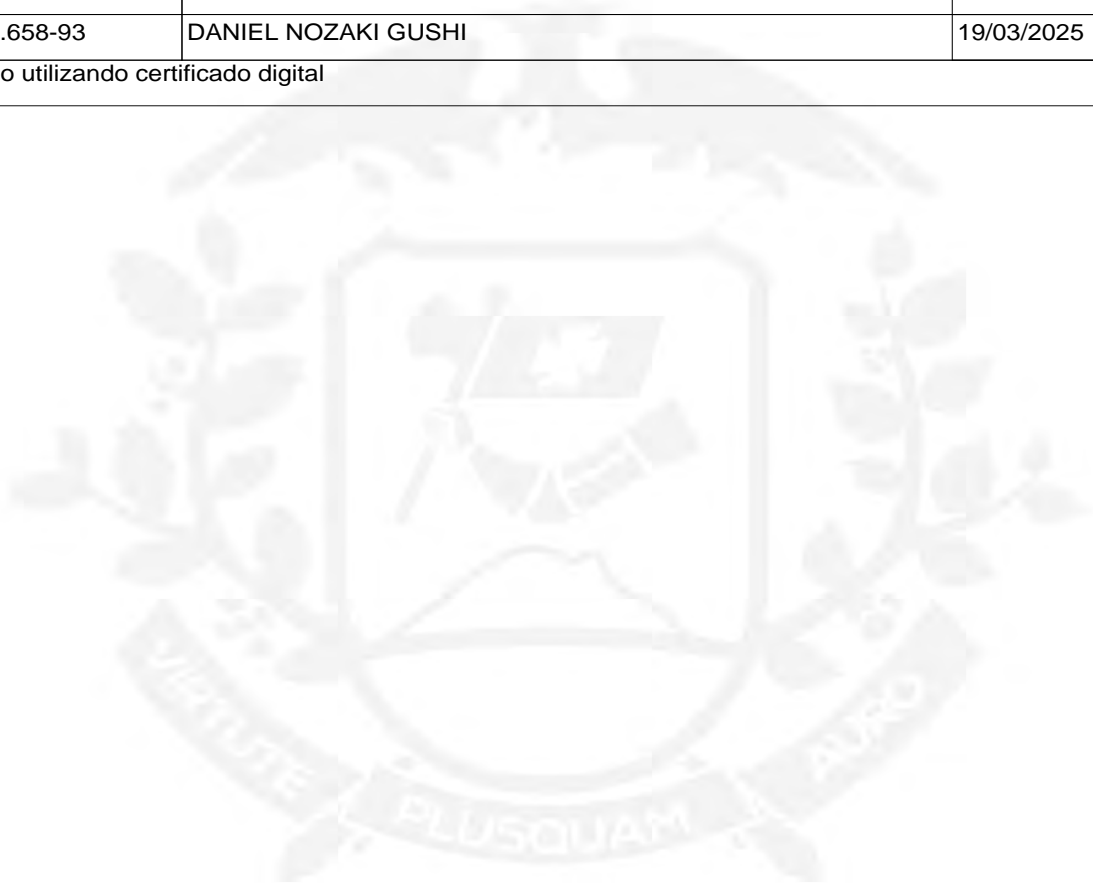 .658-93 DANIEL NOZAKI GUSHI 19/03/2025
o utilizando certificado digital
VIRTUTE PLUSQUAM AURO